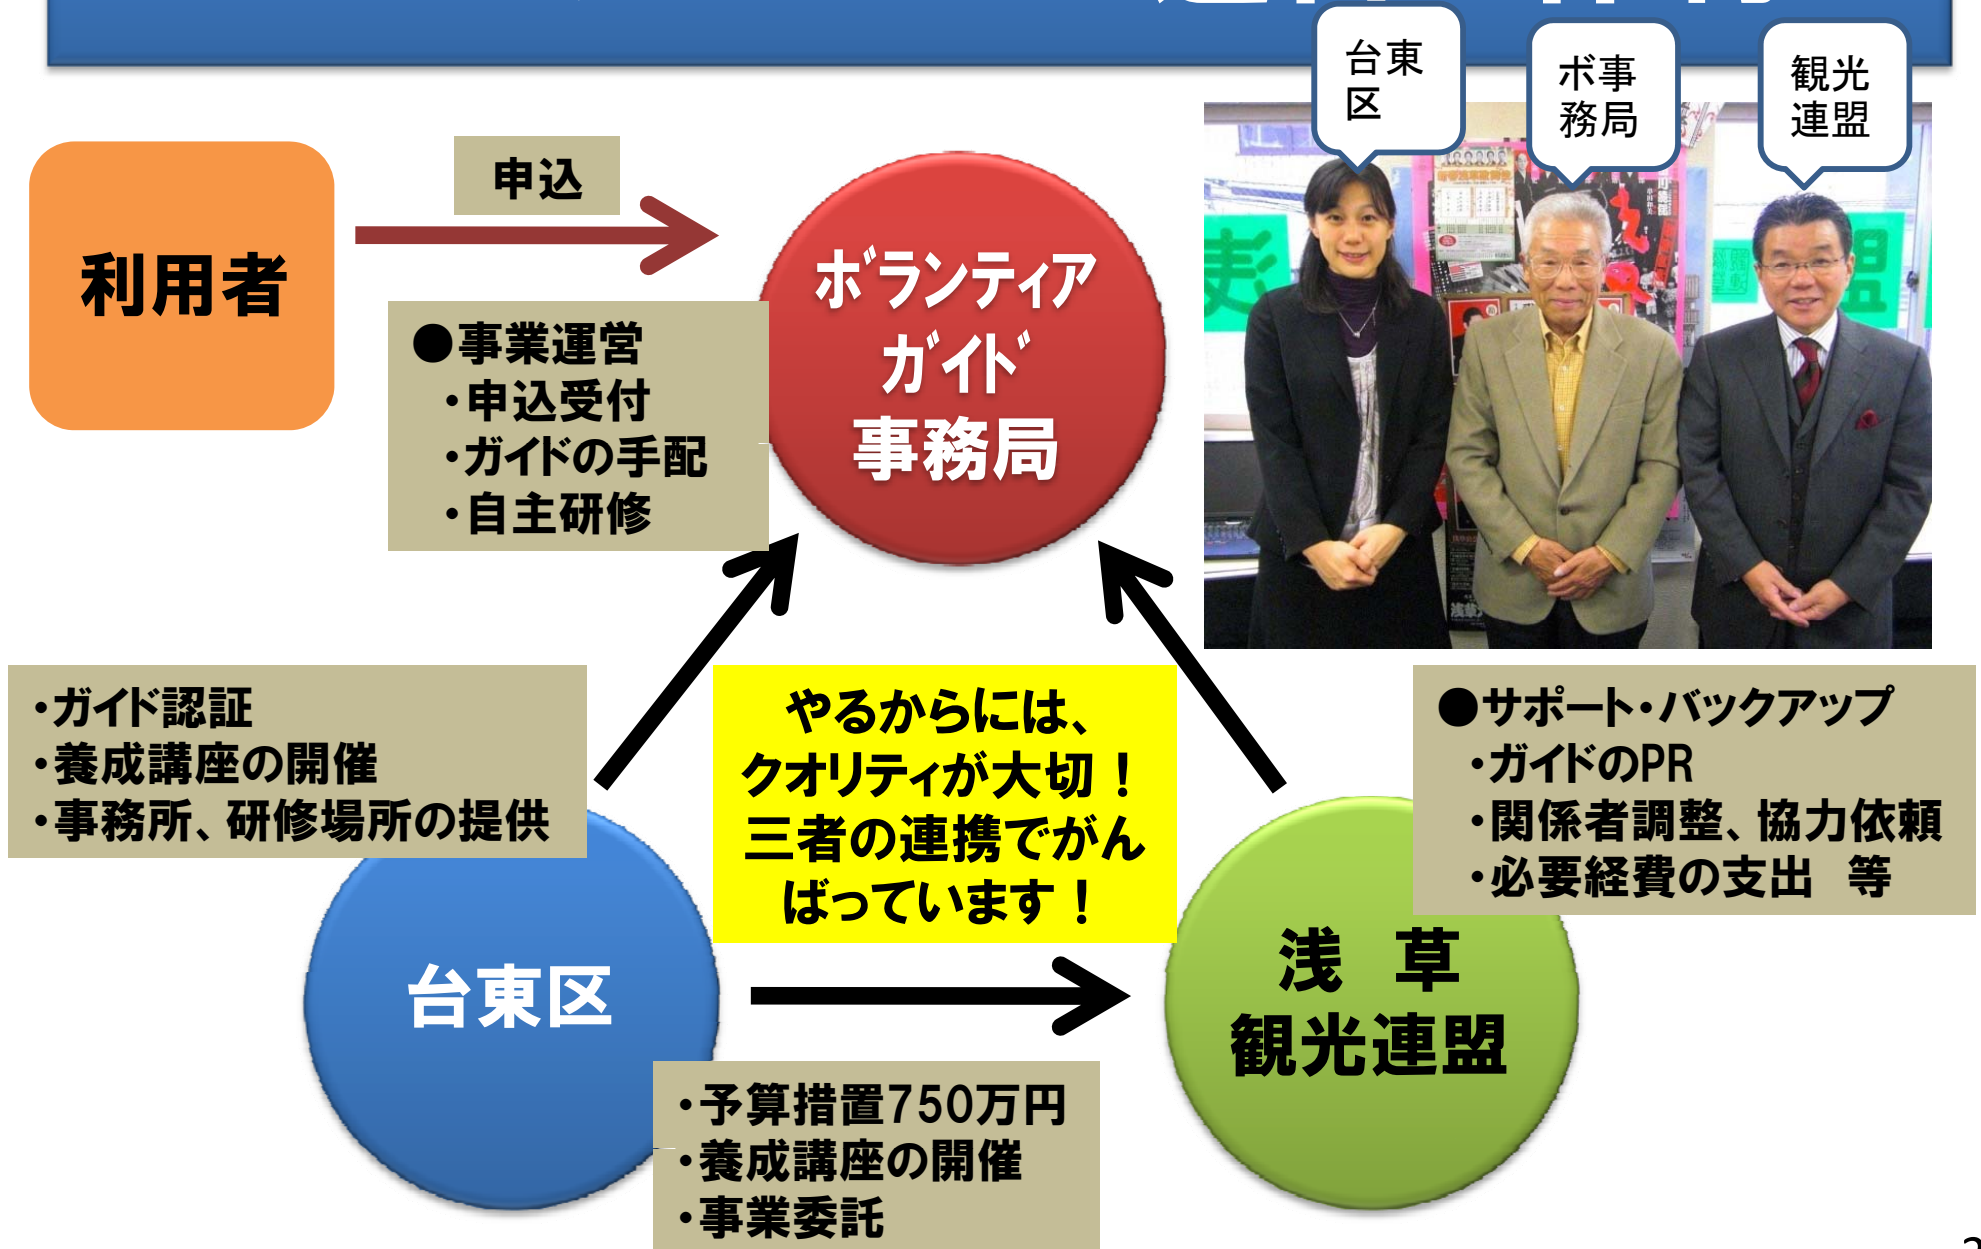 台東
区
ボ事
務局
観光
連盟
申込
利用者
ボランティア
ガイド
事務局
●事業運営
・申込受付
・ガイドの手配
・自主研修
・ガイド認証
・養成講座の開催
・事務所、研修場所の提供
やるからには、
クオリティが大切！
三者の連携でがん
ばっています！
●サポート・バックアップ
・ガイドのPR
・関係者調整、協力依頼
・必要経費の支出　等
台東区
浅　草
観光連盟
・予算措置750万円
・養成講座の開催
・事業委託